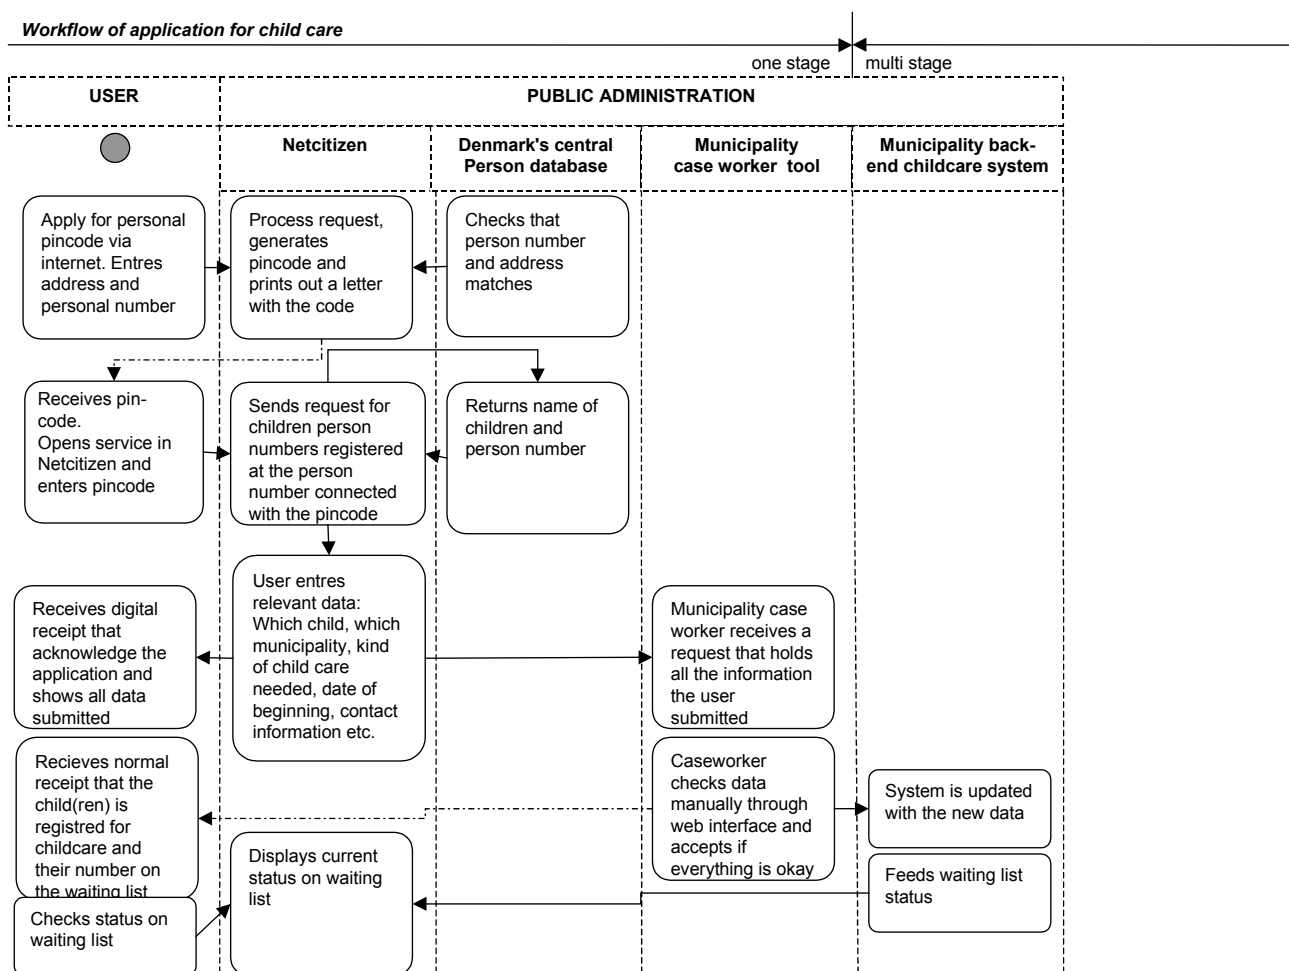 Workflow of application for child care
one stage
multi stage
USER
PUBLIC ADMINISTRATION
Netcitizen
Denmark's central
Person database
Municipality
case worker tool
Municipality back-
end childcare system
Apply for personal
pincode via
internet. Entres
address and
personal number
Process request,
generates
pincode and
prints out a letter
with the code
Checks that
person number
and address
matches
Receives pin-
code.
Opens service in
Netcitizen and
enters pincode
Sends request for
children person
numbers registered
at the person
number connected
with the pincode
Returns name of
children and
person number
User entres
relevant data:
Which child, which
municipality, kind
of child care
needed, date of
beginning, contact
information etc.
Receives digital
receipt that
acknowledge the
application and
shows all data
submitted
Municipality case
worker receives a
request that holds
all the information
the user
submitted
Recieves normal
receipt that the
child(ren) is
registred for
childcare and
their number on
the waiting list
Caseworker
checks data
manually through
web interface and
accepts if
everything is okay
System is updated
with the new data
Displays current
status on waiting
list
Feeds waiting list
status
Checks status on
waiting list